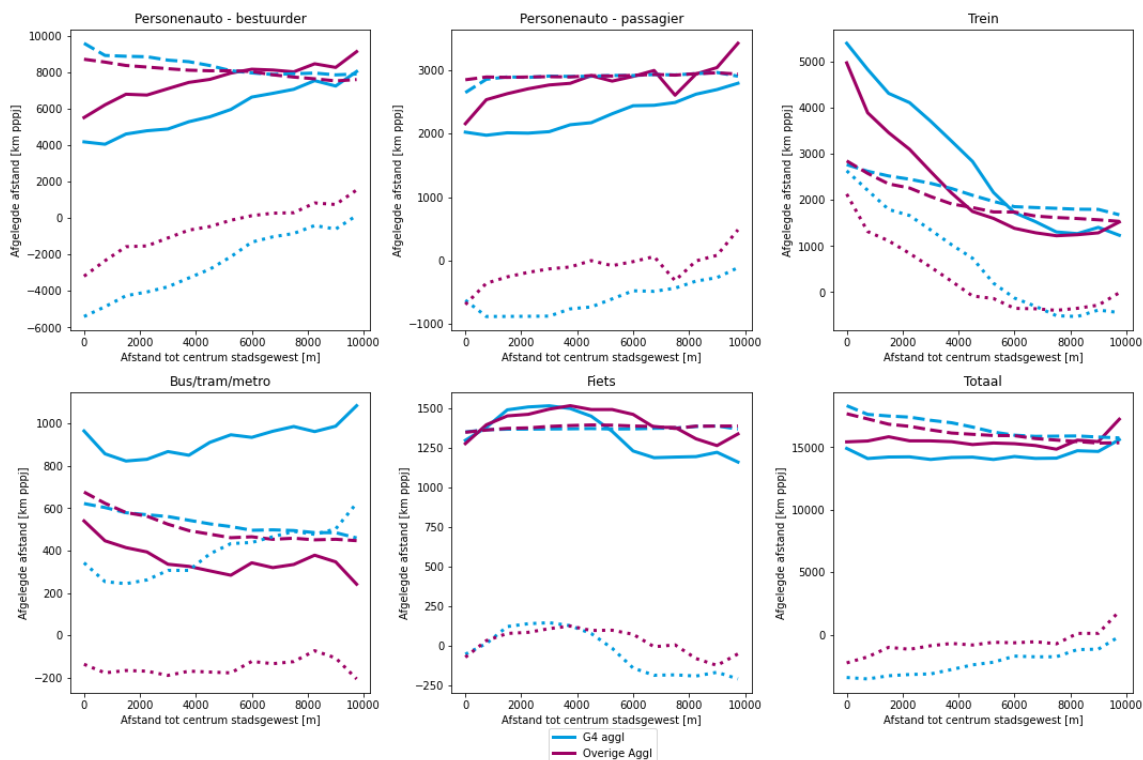 Personenauto - bestuurder
Personenauto - passagier
Trein
10000
8000
6000
4000
2000
0
−2000
−4000
−6000
Afgelegde afstand [km pppj]
0 2000 4000 6000 8000 10000
Afstand tot centrum stadsgewest [m]
3000
2000
1000
0
−1000
Afgelegde afstand [km pppj]
0 2000 4000 6000 8000 10000
Afstand tot centrum stadsgewest [m]
5000
4000
3000
2000
1000
0
Afgelegde afstand [km pppj]
0 2000 4000 6000 8000 10000
Afstand tot centrum stadsgewest [m]
Bus/tram/metro
Fiets
Totaal
1000
800
600
400
200
0
−200
Afgelegde afstand [km pppj]
0 2000 4000 6000 8000 10000
Afstand tot centrum stadsgewest [m]
1500
1250
1000
750
500
250
0
−250
Afgelegde afstand [km pppj]
0 2000 4000 6000 8000 10000
Afstand tot centrum stadsgewest [m]
15000
10000
5000
0
Afgelegde afstand [km pppj]
0 2000 4000 6000 8000 10000
Afstand tot centrum stadsgewest [m]
G4 aggl
Overige Aggl